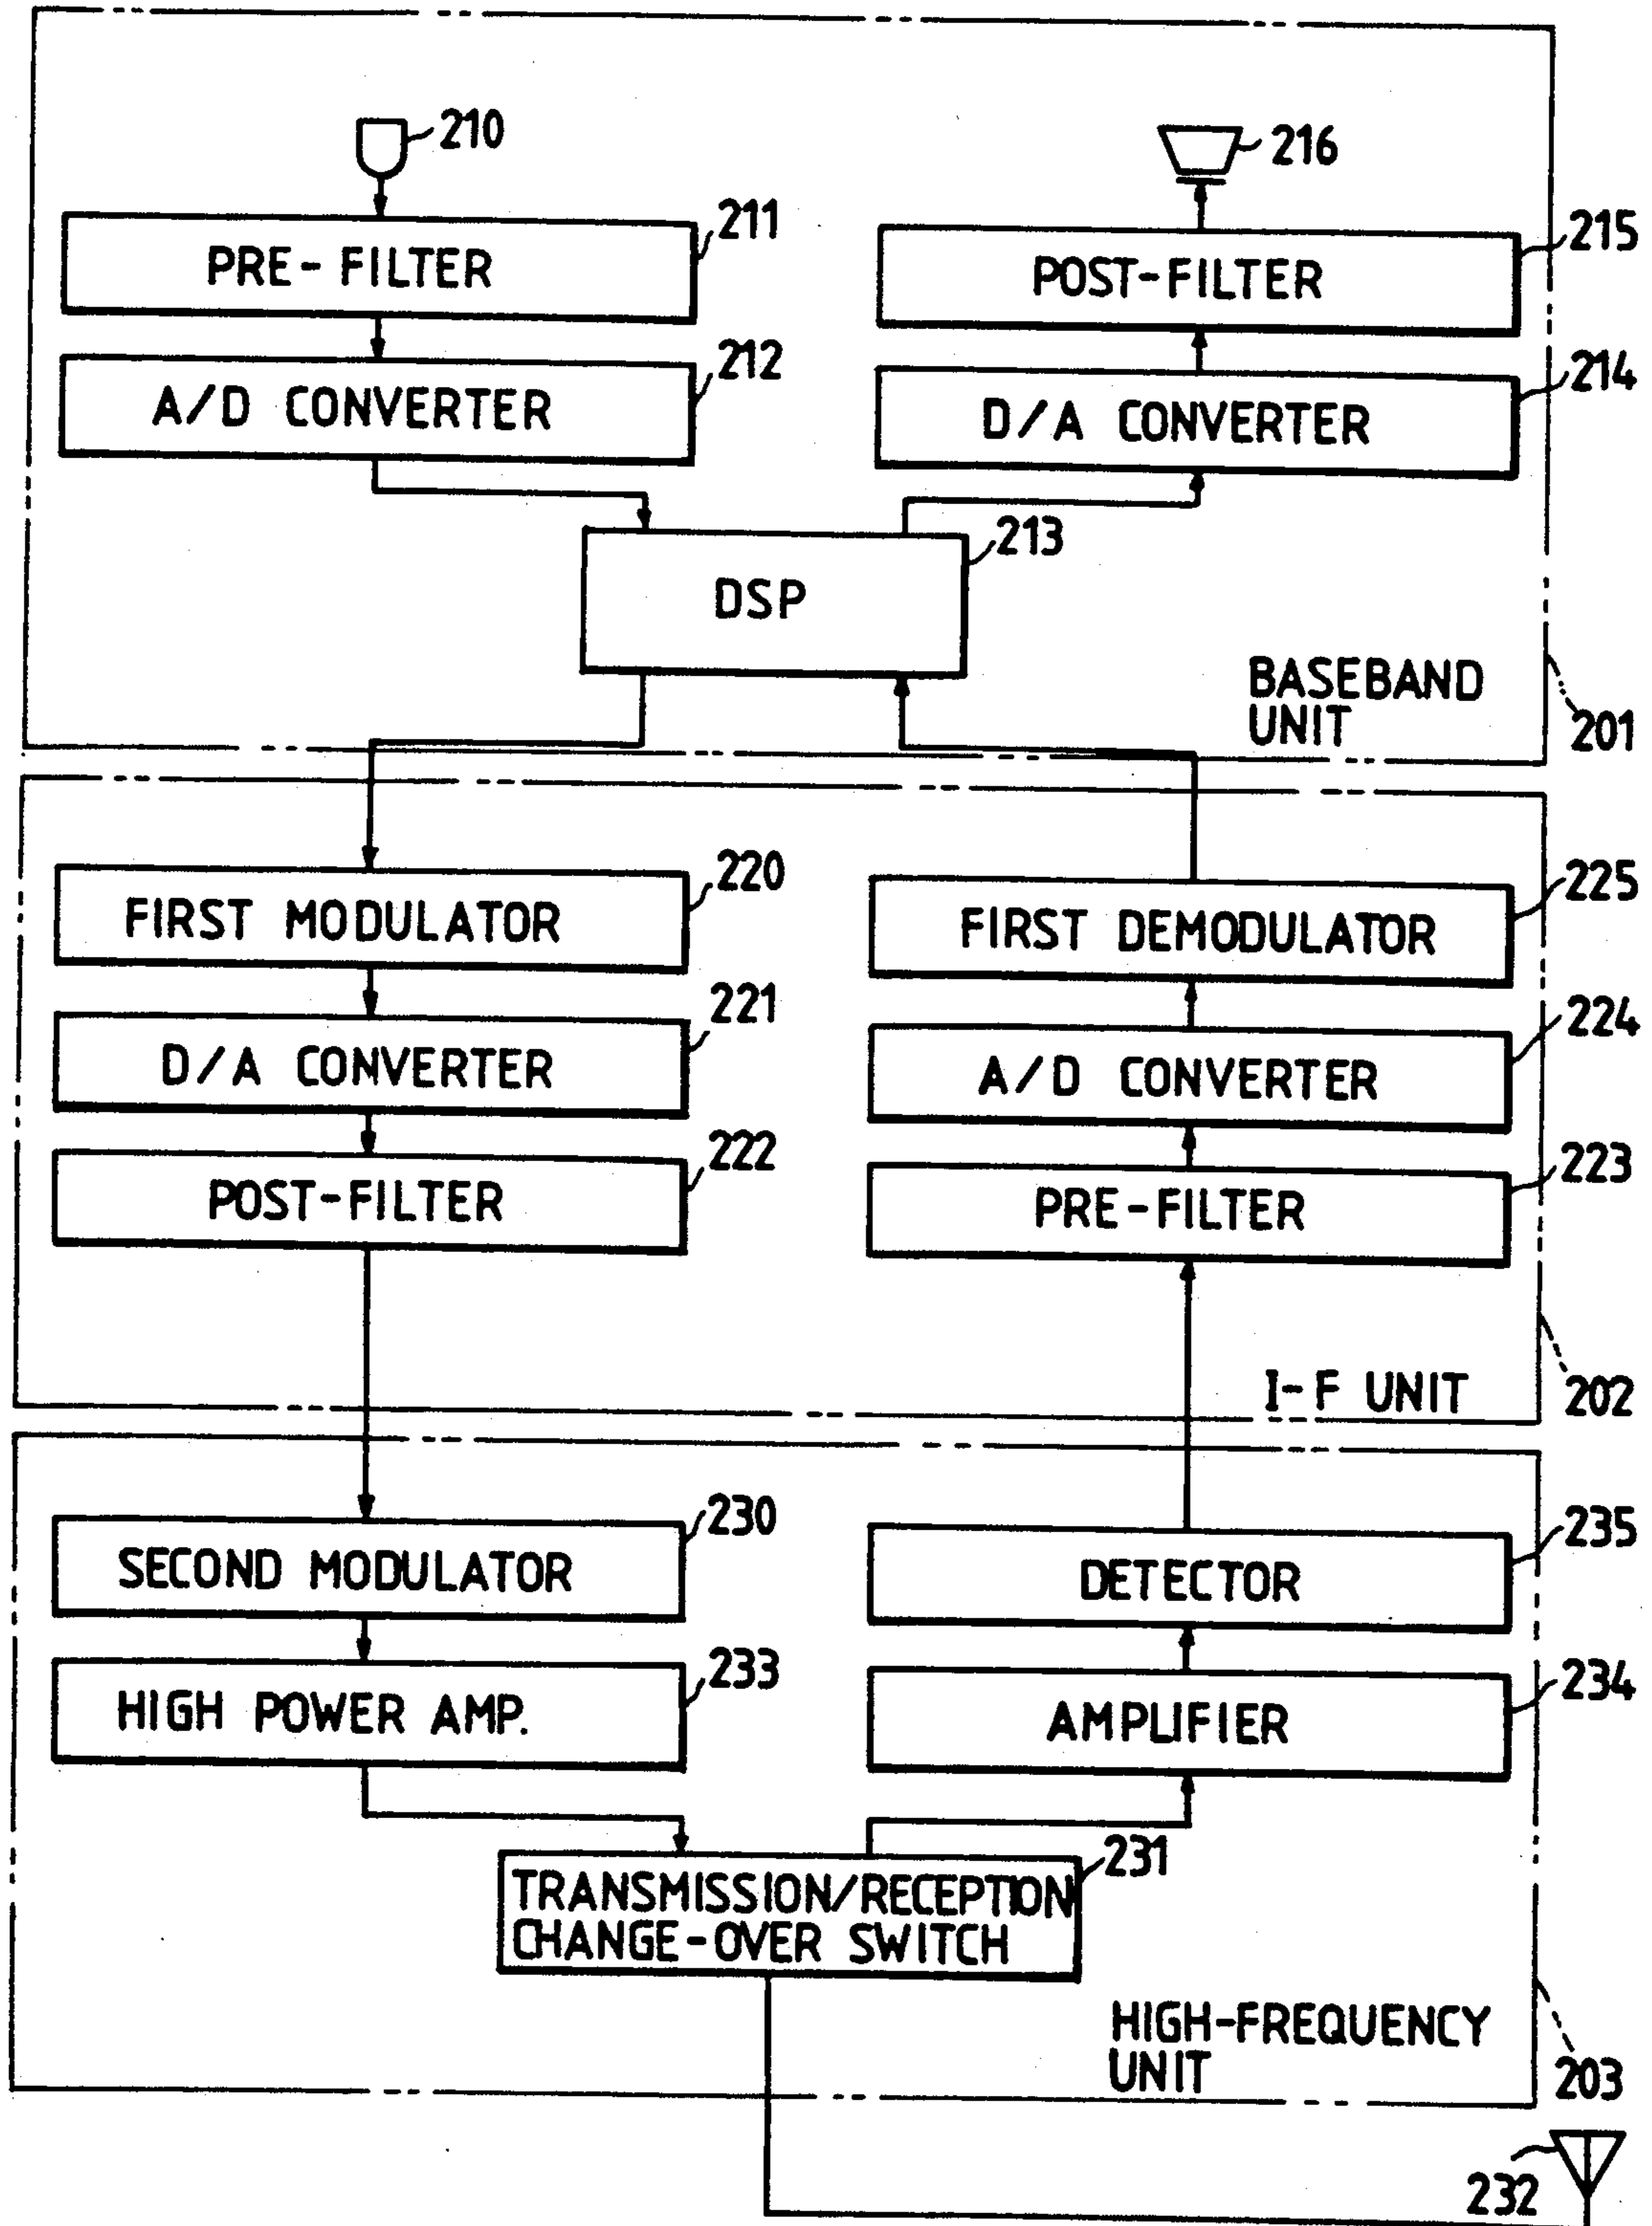 210
216
211
PRE-FILTER
215
POST-FILTER
212
A/D CONVERTER
214
D/A CONVERTER
213
DSP
BASEBAND
UNIT
201
220
FIRST MODULATOR
225
FIRST DEMODULATOR
221
D/A CONVERTER
224
A/D CONVERTER
222
POST-FILTER
223
PRE-FILTER
I-F UNIT
202
230
SECOND MODULATOR
235
DETECTOR
233
HIGH POWER AMP.
234
AMPLIFIER
231
TRANSMISSION/RECEPTION
CHANGE-OVER SWITCH
HIGH-FREQUENCY
UNIT
203
232